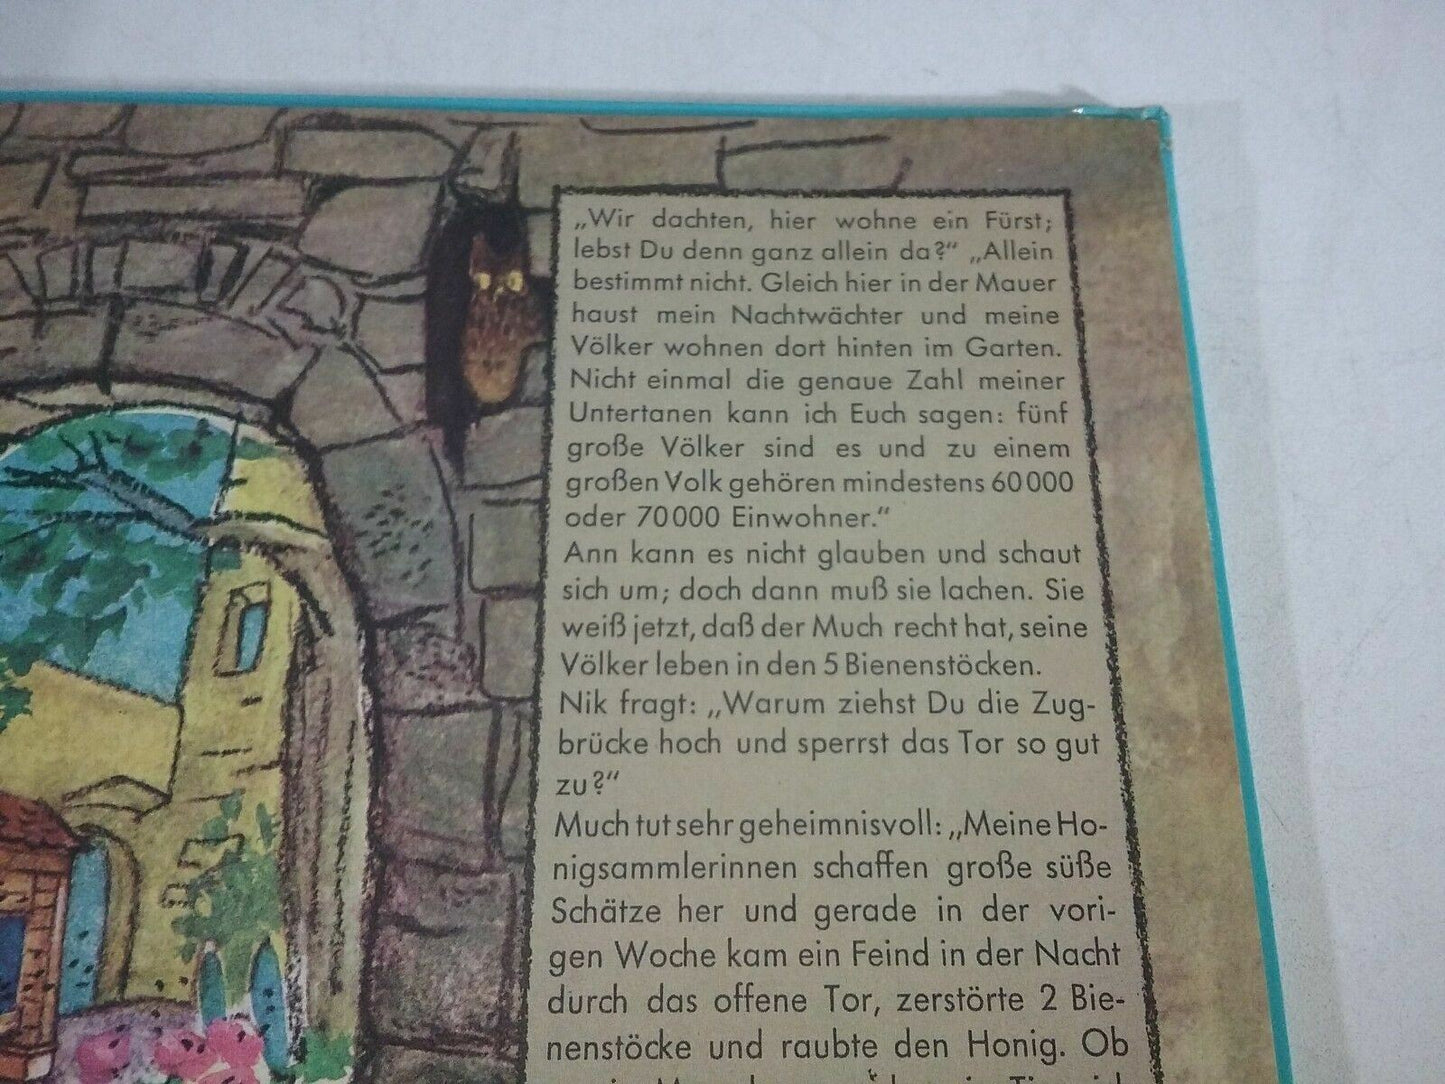 „Wir dachten, hier wohne ein Fürst;
lebst Du denn ganz allein da?“ „Allein
bestimmt nicht. Gleich hier in der Mauer
haust mein Nachtwächter und meine
Völker wohnen dort hinten im Garten.
Nicht einmal die genaue Zahl meiner
Untertanen kann ich Euch sagen: fünf
große Völker sind es und zu einem
großen Volk gehören mindestens 60000
oder 70000 Einwohner.“
Ann kann es nicht glauben und schaut
sich um; doch dann muß sie lachen. Sie
weiß jetzt, daß der Much recht hat, seine
Völker leben in den 5 Bienenstöcken.
Nik fragt: „Warum ziehst Du die Zug-
brücke hoch und sperrst das Tor so gut
zu?“
Much tut sehr geheimnisvoll: „Meine Ho-
nigsammlerinnen schaffen große süße
Schätze her und gerade in der vori-
gen Woche kam ein Feind in der Nacht
durch das offene Tor, zerstörte 2 Bie-
nenstöcke und raubte den Honig. Ob